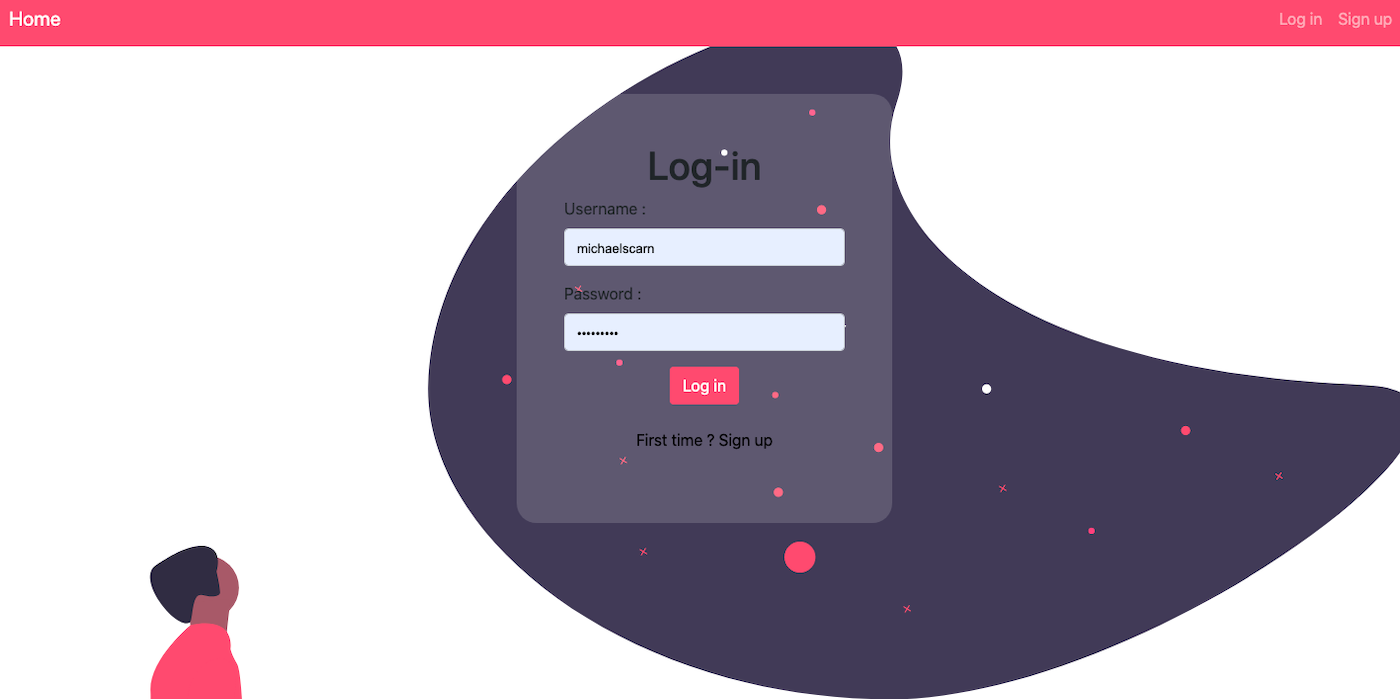 Home
Log in
Sign up
Log-in
Username :
michaelscarn
Password :
•••••••••
Log in
First time ? Sign up